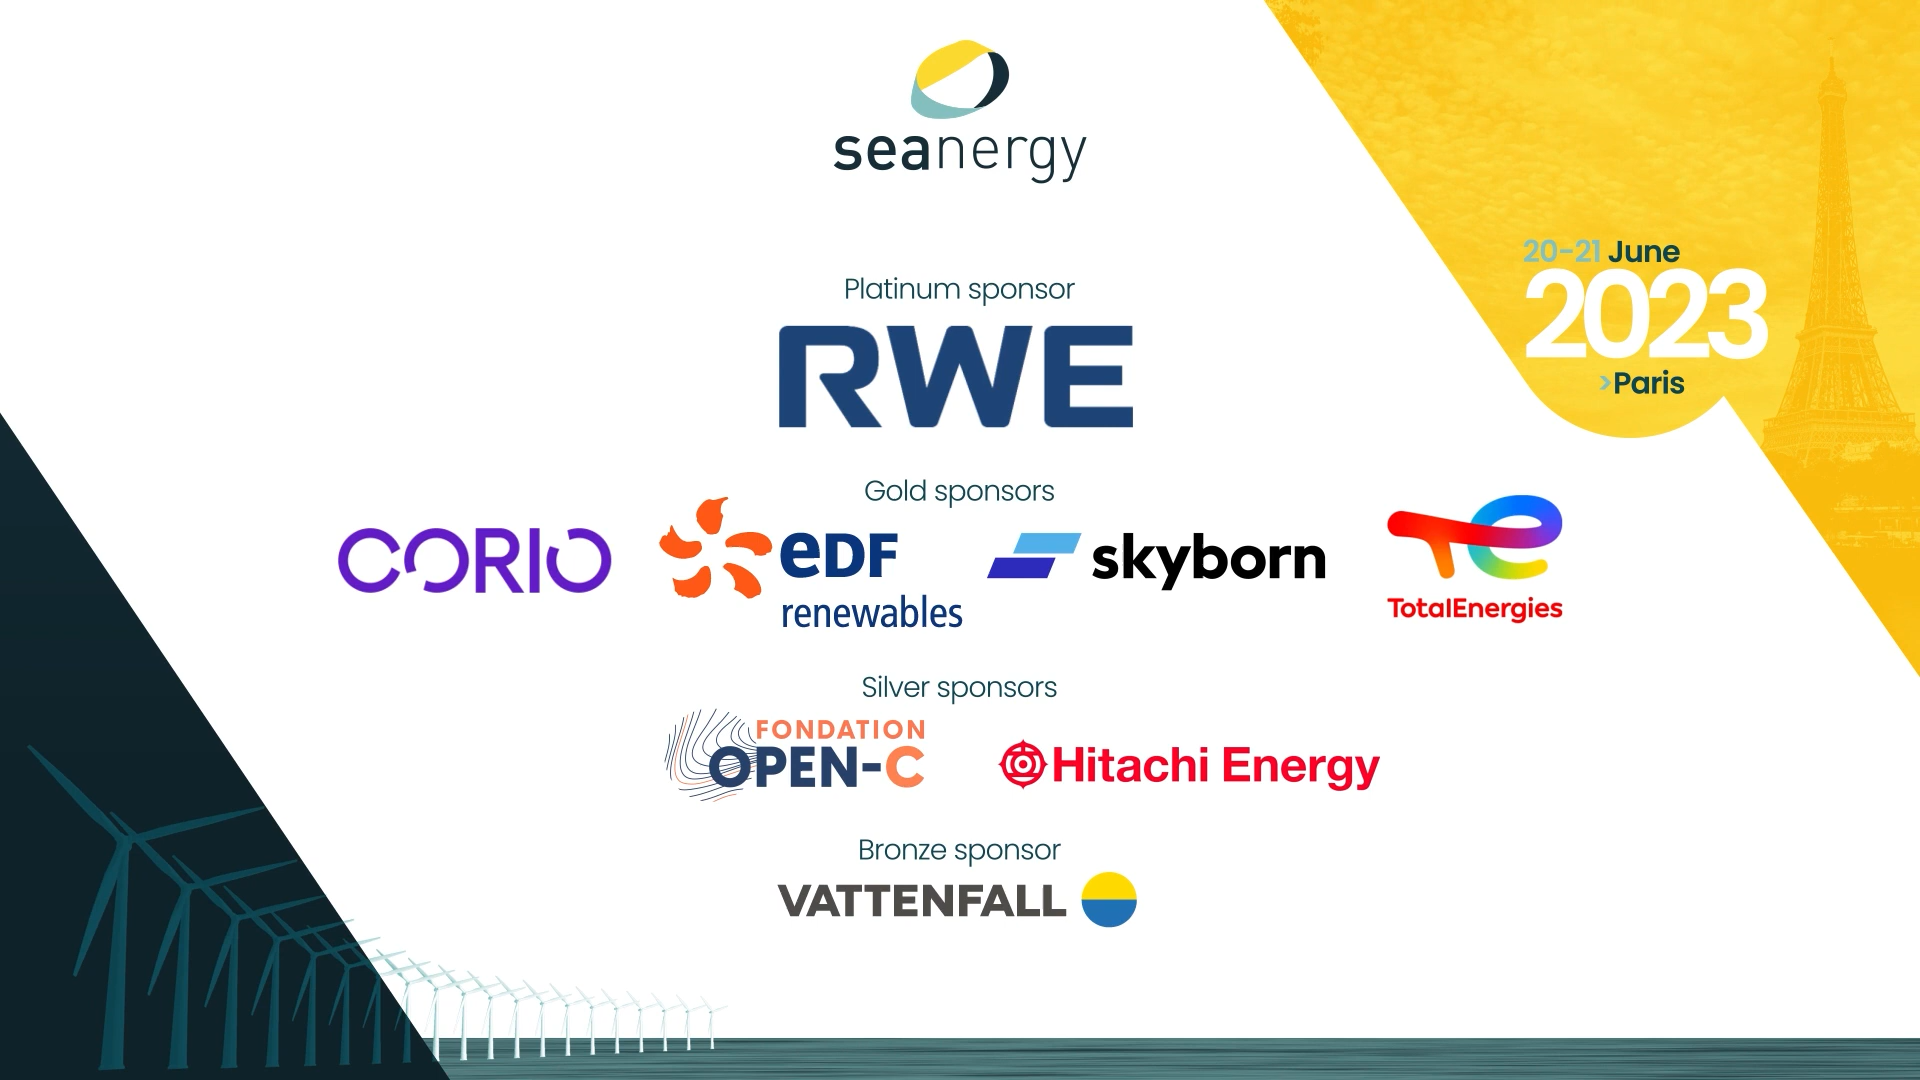 seanergy
20-21 June
2023
>Paris
Platinum sponsor
RWE
Gold sponsors
CORIO
eDF
renewables
skyborn
TotalEnergies
Silver sponsors
FONDATION
OPEN-C
Hitachi Energy
Bronze sponsor
VATTENFALL